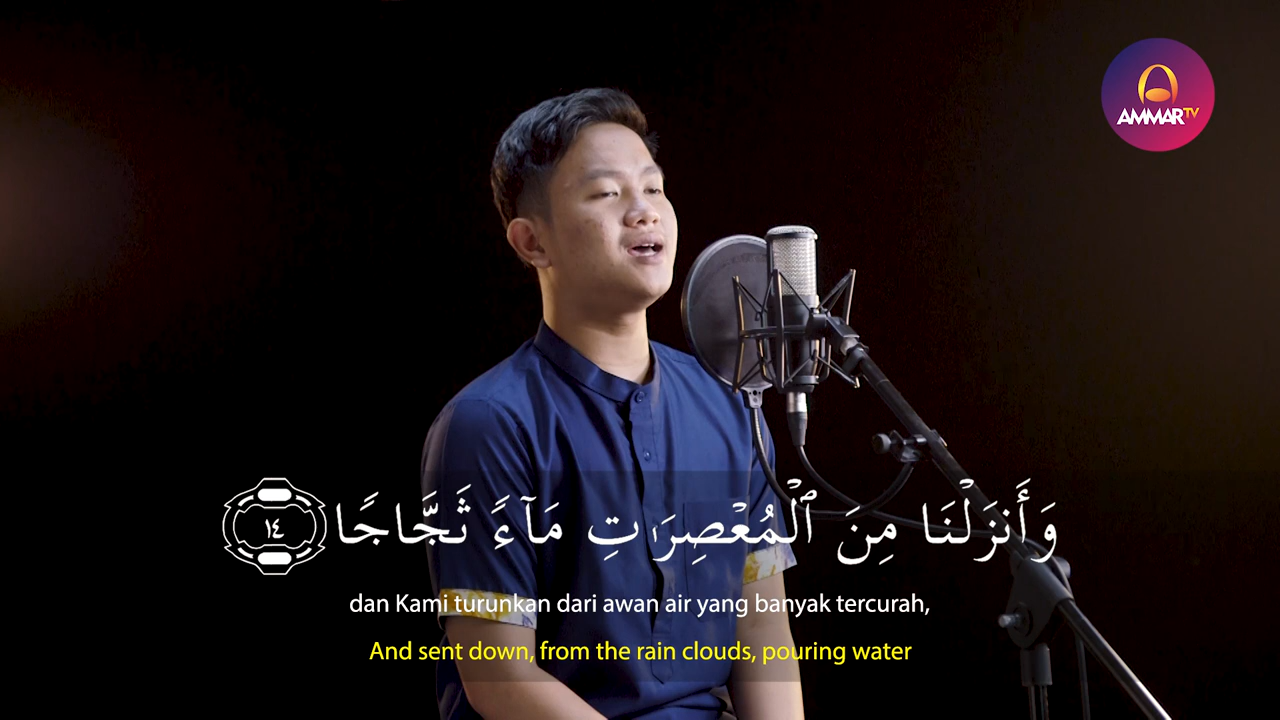 AMMARTV
وَأَنزَلْنَا مِنَ ٱلْمُعْصِرَٰتِ مَآءً ثَجَّاجًا ١٤
dan Kami turunkan dari awan air yang banyak tercurah,
And sent down, from the rain clouds, pouring water